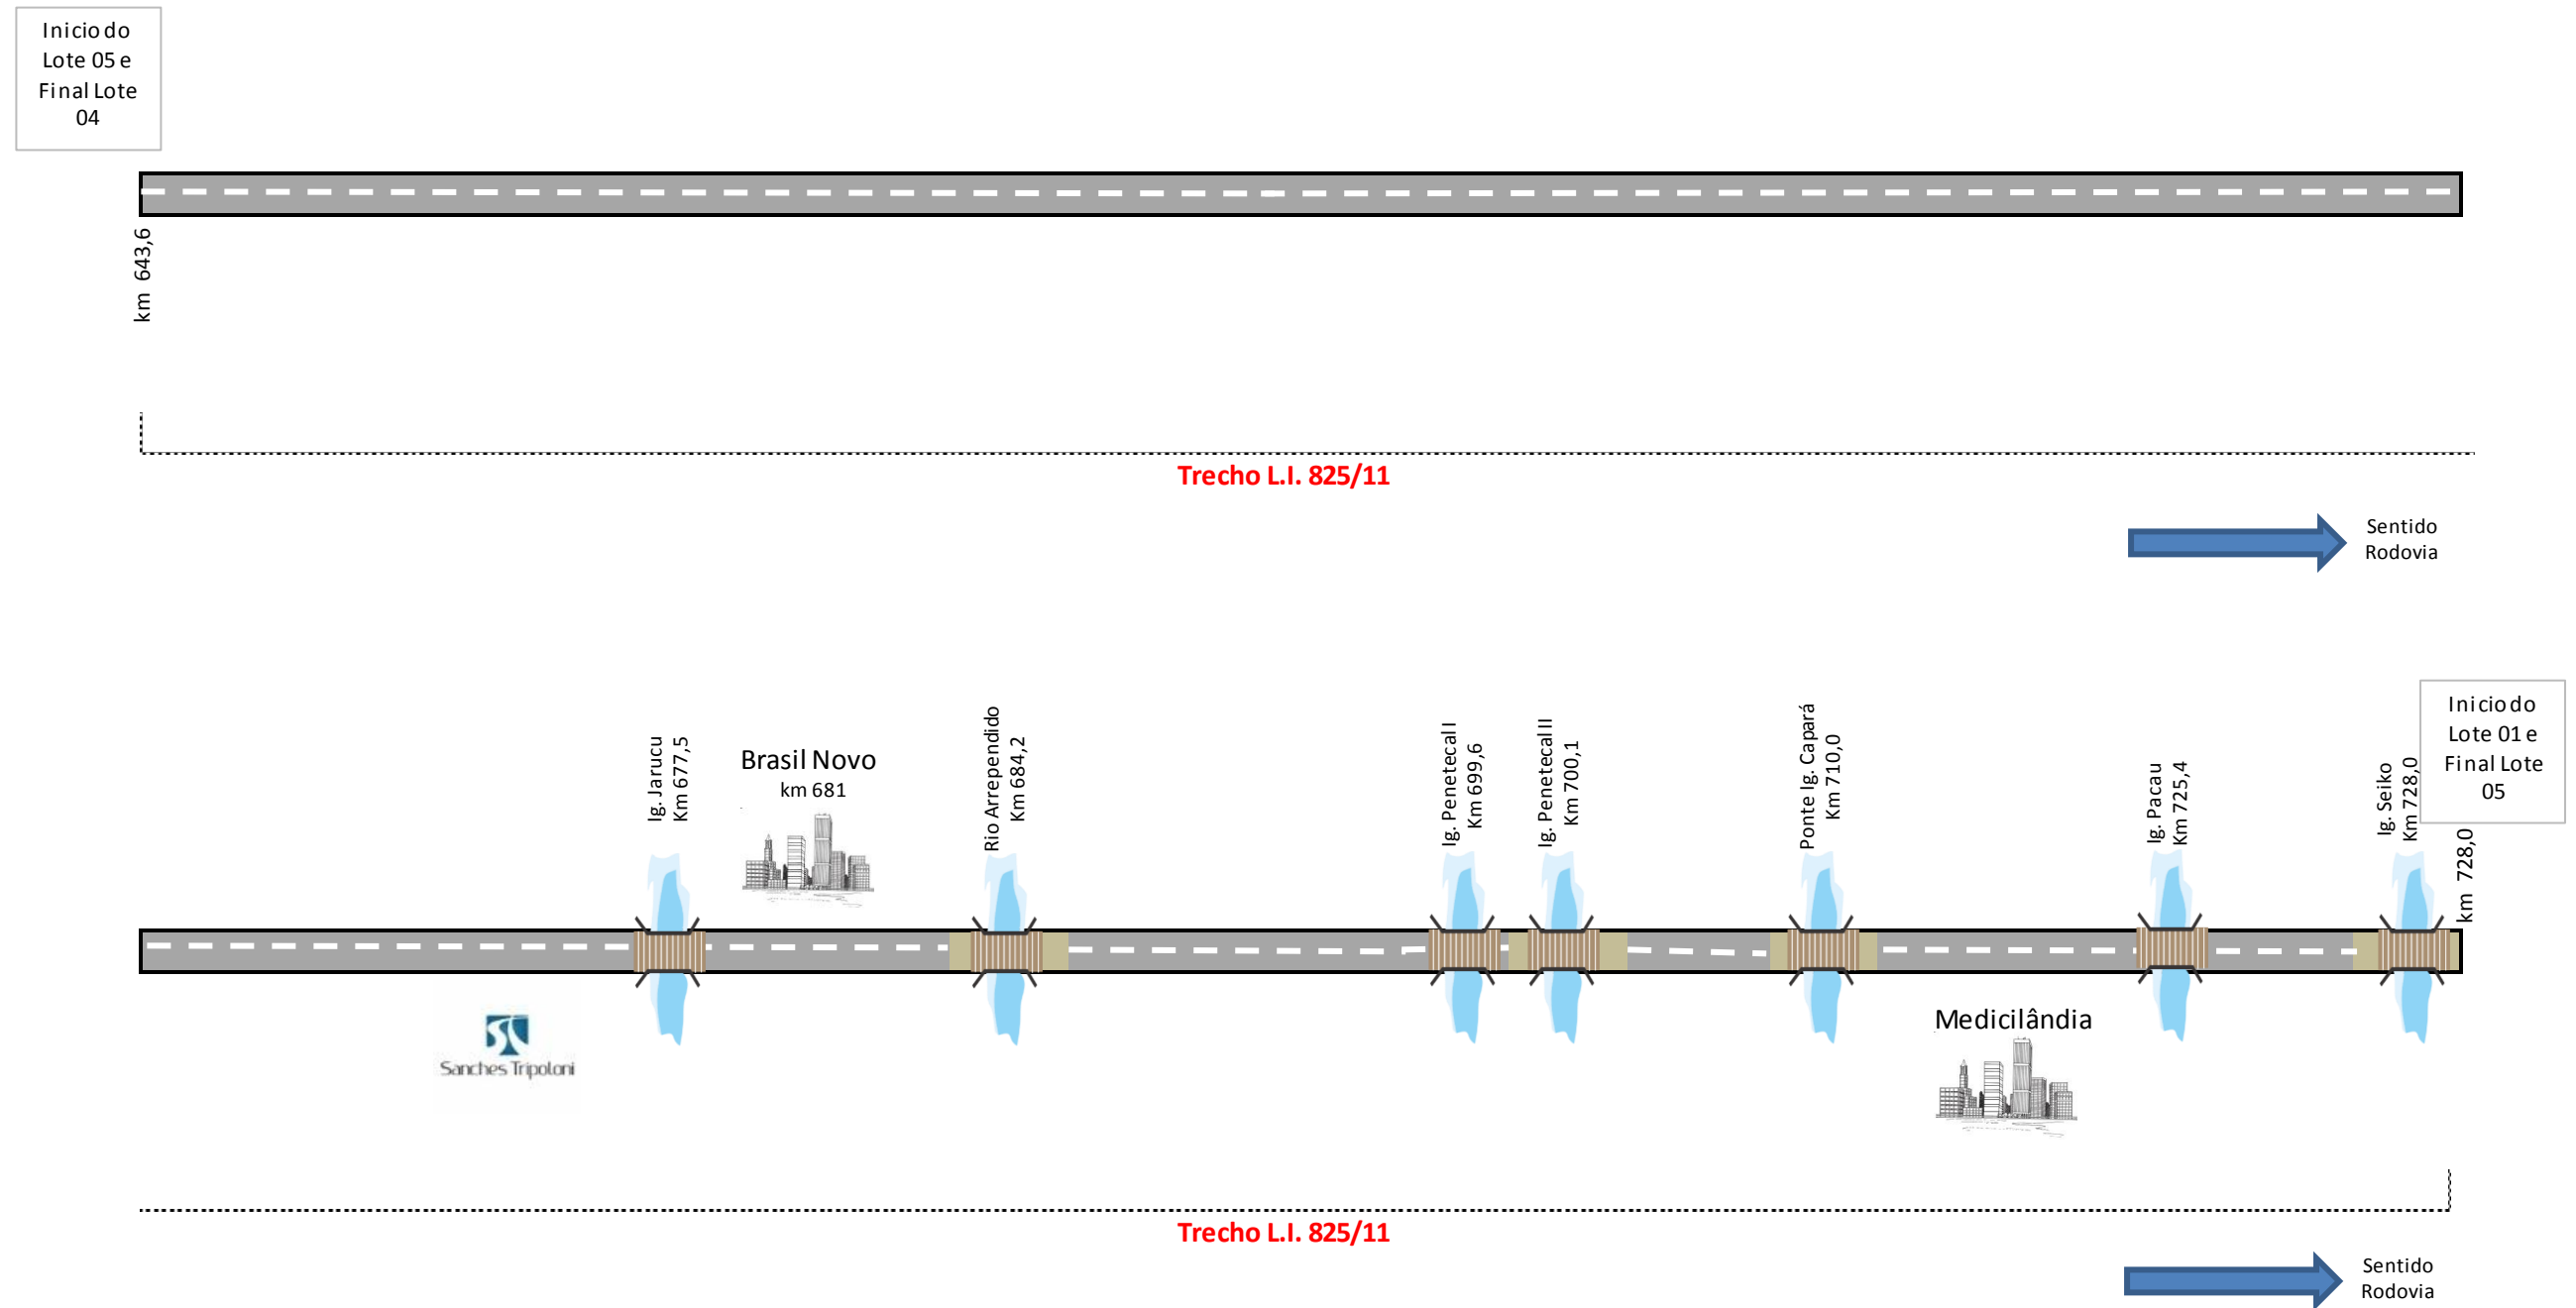 Inicio do
Lote 05 e
Final Lote
04
km 643,6
Trecho L.I. 825/11
Sentido
Rodovia
Ig. Jarucu
Km 677,5
Brasil Novo
km 681
Rio Arrependido
Km 684,2
Ig. Penetecal I
Km 699,6
Ig. Penetecal II
Km 700,1
Ponte Ig. Capará
Km 710,0
Ig. Pacau
Km 725,4
Ig. Seiko
Km 728,0
Inicio do
Lote 01 e
Final Lote
05
km 728,0
Sanches Tripoloni
Medicilândia
Trecho L.I. 825/11
Sentido
Rodovia